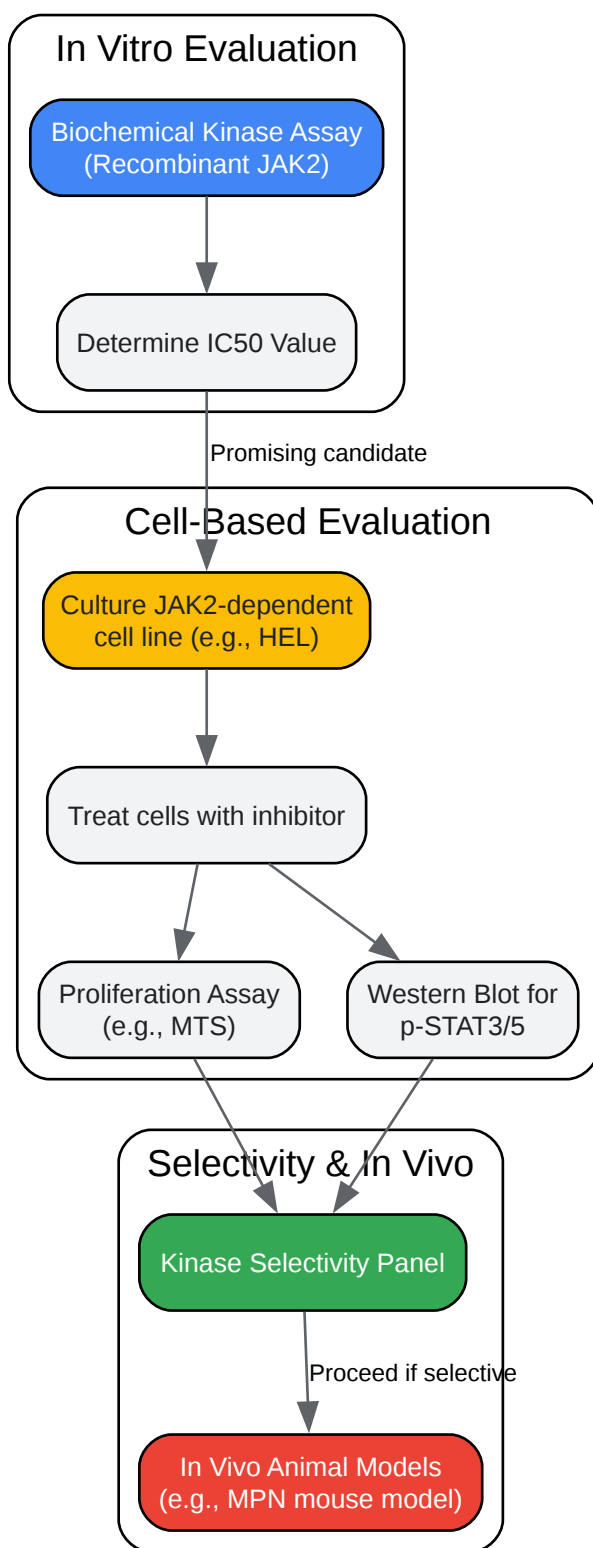 In Vitro Evaluation
Biochemical Kinase Assay
(Recombinant JAK2)
Determine IC50 Value
Promising candidate
Cell-Based Evaluation
Culture JAK2-dependent
cell line (e.g., HEL)
Treat cells with inhibitor
Proliferation Assay
(e.g., MTS)
Western Blot for
p-STAT3/5
Selectivity & In Vivo
Kinase Selectivity Panel
Proceed if selective
In Vivo Animal Models
(e.g., MPN mouse model)